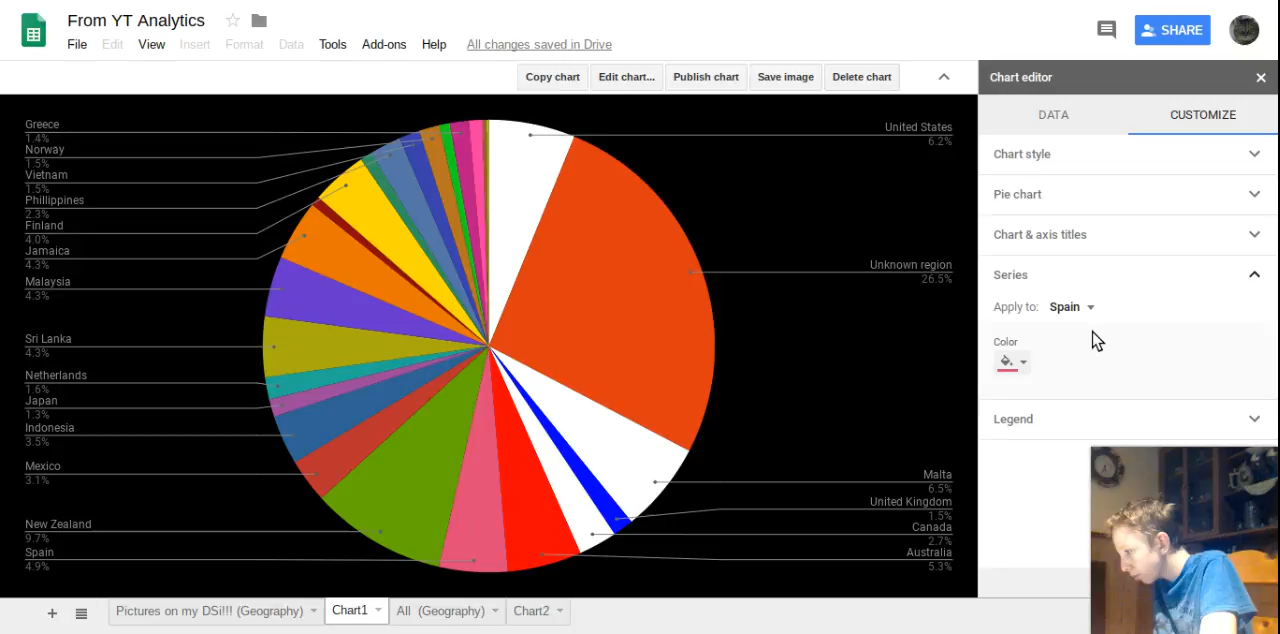 From YT Analytics
File Edit View Insert Format Data Tools Add-ons Help All changes saved in Drive
SHARE
Copy chart Edit chart... Publish chart Save image Delete chart
Chart editor
DATA CUSTOMIZE
Chart style
Pie chart
Chart & axis titles
Series
Apply to: Spain
Color
Legend
Greece
1.4%
Norway
1.5%
Vietnam
1.5%
Phillippines
2.3%
Finland
4.0%
Jamaica
4.3%
Malaysia
4.3%
Sri Lanka
4.3%
Netherlands
1.6%
Japan
1.3%
Indonesia
3.5%
Mexico
3.1%
New Zealand
9.7%
Spain
4.9%
United States
6.2%
Unknown region
26.5%
Malta
6.5%
United Kingdom
1.5%
Canada
2.7%
Australia
5.3%
Pictures on my DSi!!! (Geography) Chart1 All (Geography) Chart2